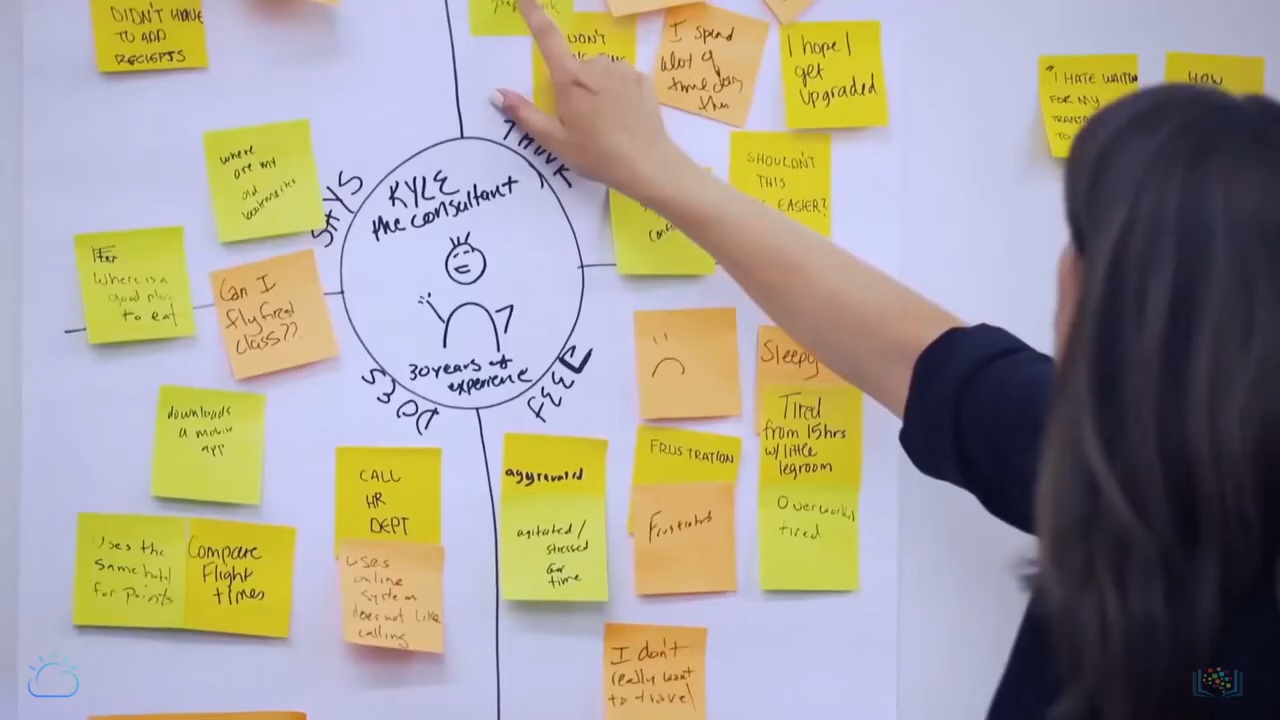 DIDN'T HAVE
TO ADD
RECIEPTS
I spend
alot of
time doing
this
I hope I
get
upgraded
"I HATE WAITIN
FOR MY
TO
HOW
where
are my
old
bookmarks
SHOULDN'T
THIS
EASIER?
SAYS
THINK
KYLE
the consultant
30 years of
experience
DOES
FEEL
Where is a
good place
to eat
Can I
fly first
class??
Sleepy
downloads
a mobile
app
Tired
from 15hrs
w/little
legroom
FRUSTRATION
CALL
HR
DEPT
aggravated
agitated/
stressed
for
time
Overworked
tired
Uses the
same hotel
for points
Compare
Flight
times
uses
online
system
does not like
calling
I don't
really want
to travel